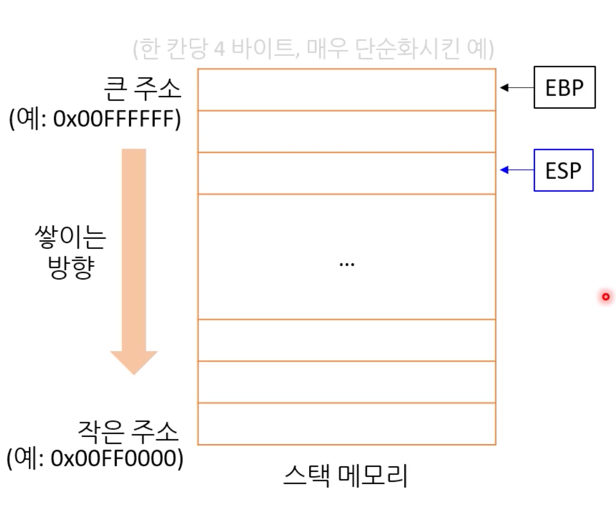 (한 칸당 4 바이트, 매우 단순화시킨 예)
큰 주소
(예: 0x00FFFFFF)
EBP
ESP
쌓이는
방향
...
작은 주소
(예: 0x00FF0000)
스택 메모리